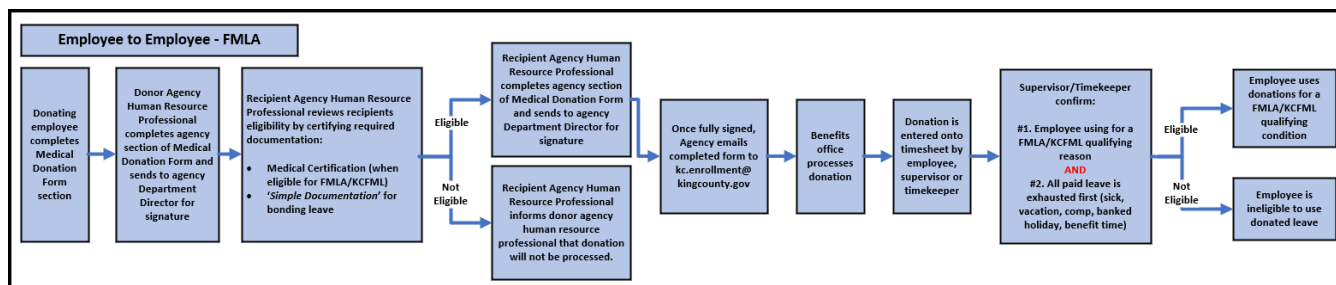 Employee to Employee - FMLA
Donating
employee
completes
Medical
Donation
Form
section
Donor Agency
Human Resource
Professional
completes agency
section of Medical
Donation Form and
sends to agency
Department
Director for
signature
Recipient Agency Human Resource
Professional reviews recipients
eligibility by certifying required
documentation:
• Medical Certification (when
eligible for FMLA/KCFML)
• ‘Simple Documentation’ for
bonding leave
Eligible
Not
Eligible
Recipient Agency Human
Resource Professional
completes agency section
of Medical Donation Form
and sends to agency
Department Director for
signature
Recipient Agency Human
Resource Professional
informs donor agency
human resource
professional that donation
will not be processed.
Once fully signed,
Agency emails
completed form to
kc.enrollment@
kingcounty.gov
Benefits
office
processes
donation
Donation is
entered onto
timesheet by
employee,
supervisor or
timekeeper
Supervisor/Timekeeper
confirm:
#1. Employee using for a
FMLA/KCFML qualifying
reason
AND
#2. All paid leave is
exhausted first (sick,
vacation, comp, banked
holiday, benefit time)
Eligible
Not
Eligible
Employee uses
donations for a
FMLA/KCFML
qualifying
condition
Employee is
ineligible to use
donated leave